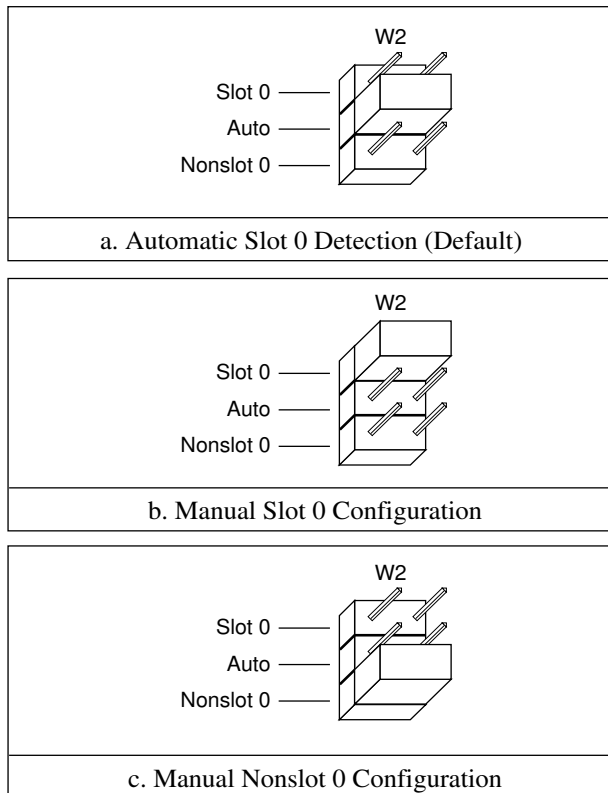 W2
Slot 0
Auto
Nonslot 0
a. Automatic Slot 0 Detection (Default)
W2
Slot 0
Auto
Nonslot 0
b. Manual Slot 0 Configuration
W2
Slot 0
Auto
Nonslot 0
c. Manual Nonslot 0 Configuration